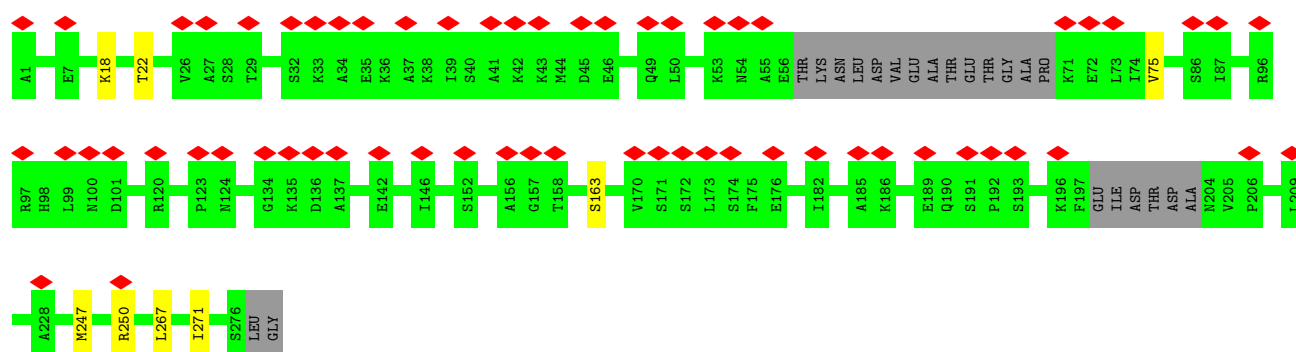 A1 E7 K18 T22 V26 A27 S28 T29 S32 K33 A34 E35 K36 A37 K38 I39 S40 A41 K42 K43 M44 D45 E46 Q49 L50 K53 N54 A55 E56 THR LYS ASN LEU ASP VAL GLU ALA THR GLU THR GLY ALA PRO K71 E72 L73 I74 V75 S86 I87 R96
R97 H98 L99 N100 D101 R120 P123 N124 G134 K135 D136 A137 E142 I146 S152 A156 G157 T158 S163 V170 S171 S172 L173 S174 F175 E176 I182 A185 K186 E189 Q190 S191 P192 S193 K196 F197 GLU ILE ASP THR ASP ALA N204 V205 P206
A228 M247 R250 L267 I271 S276 LEU GLY